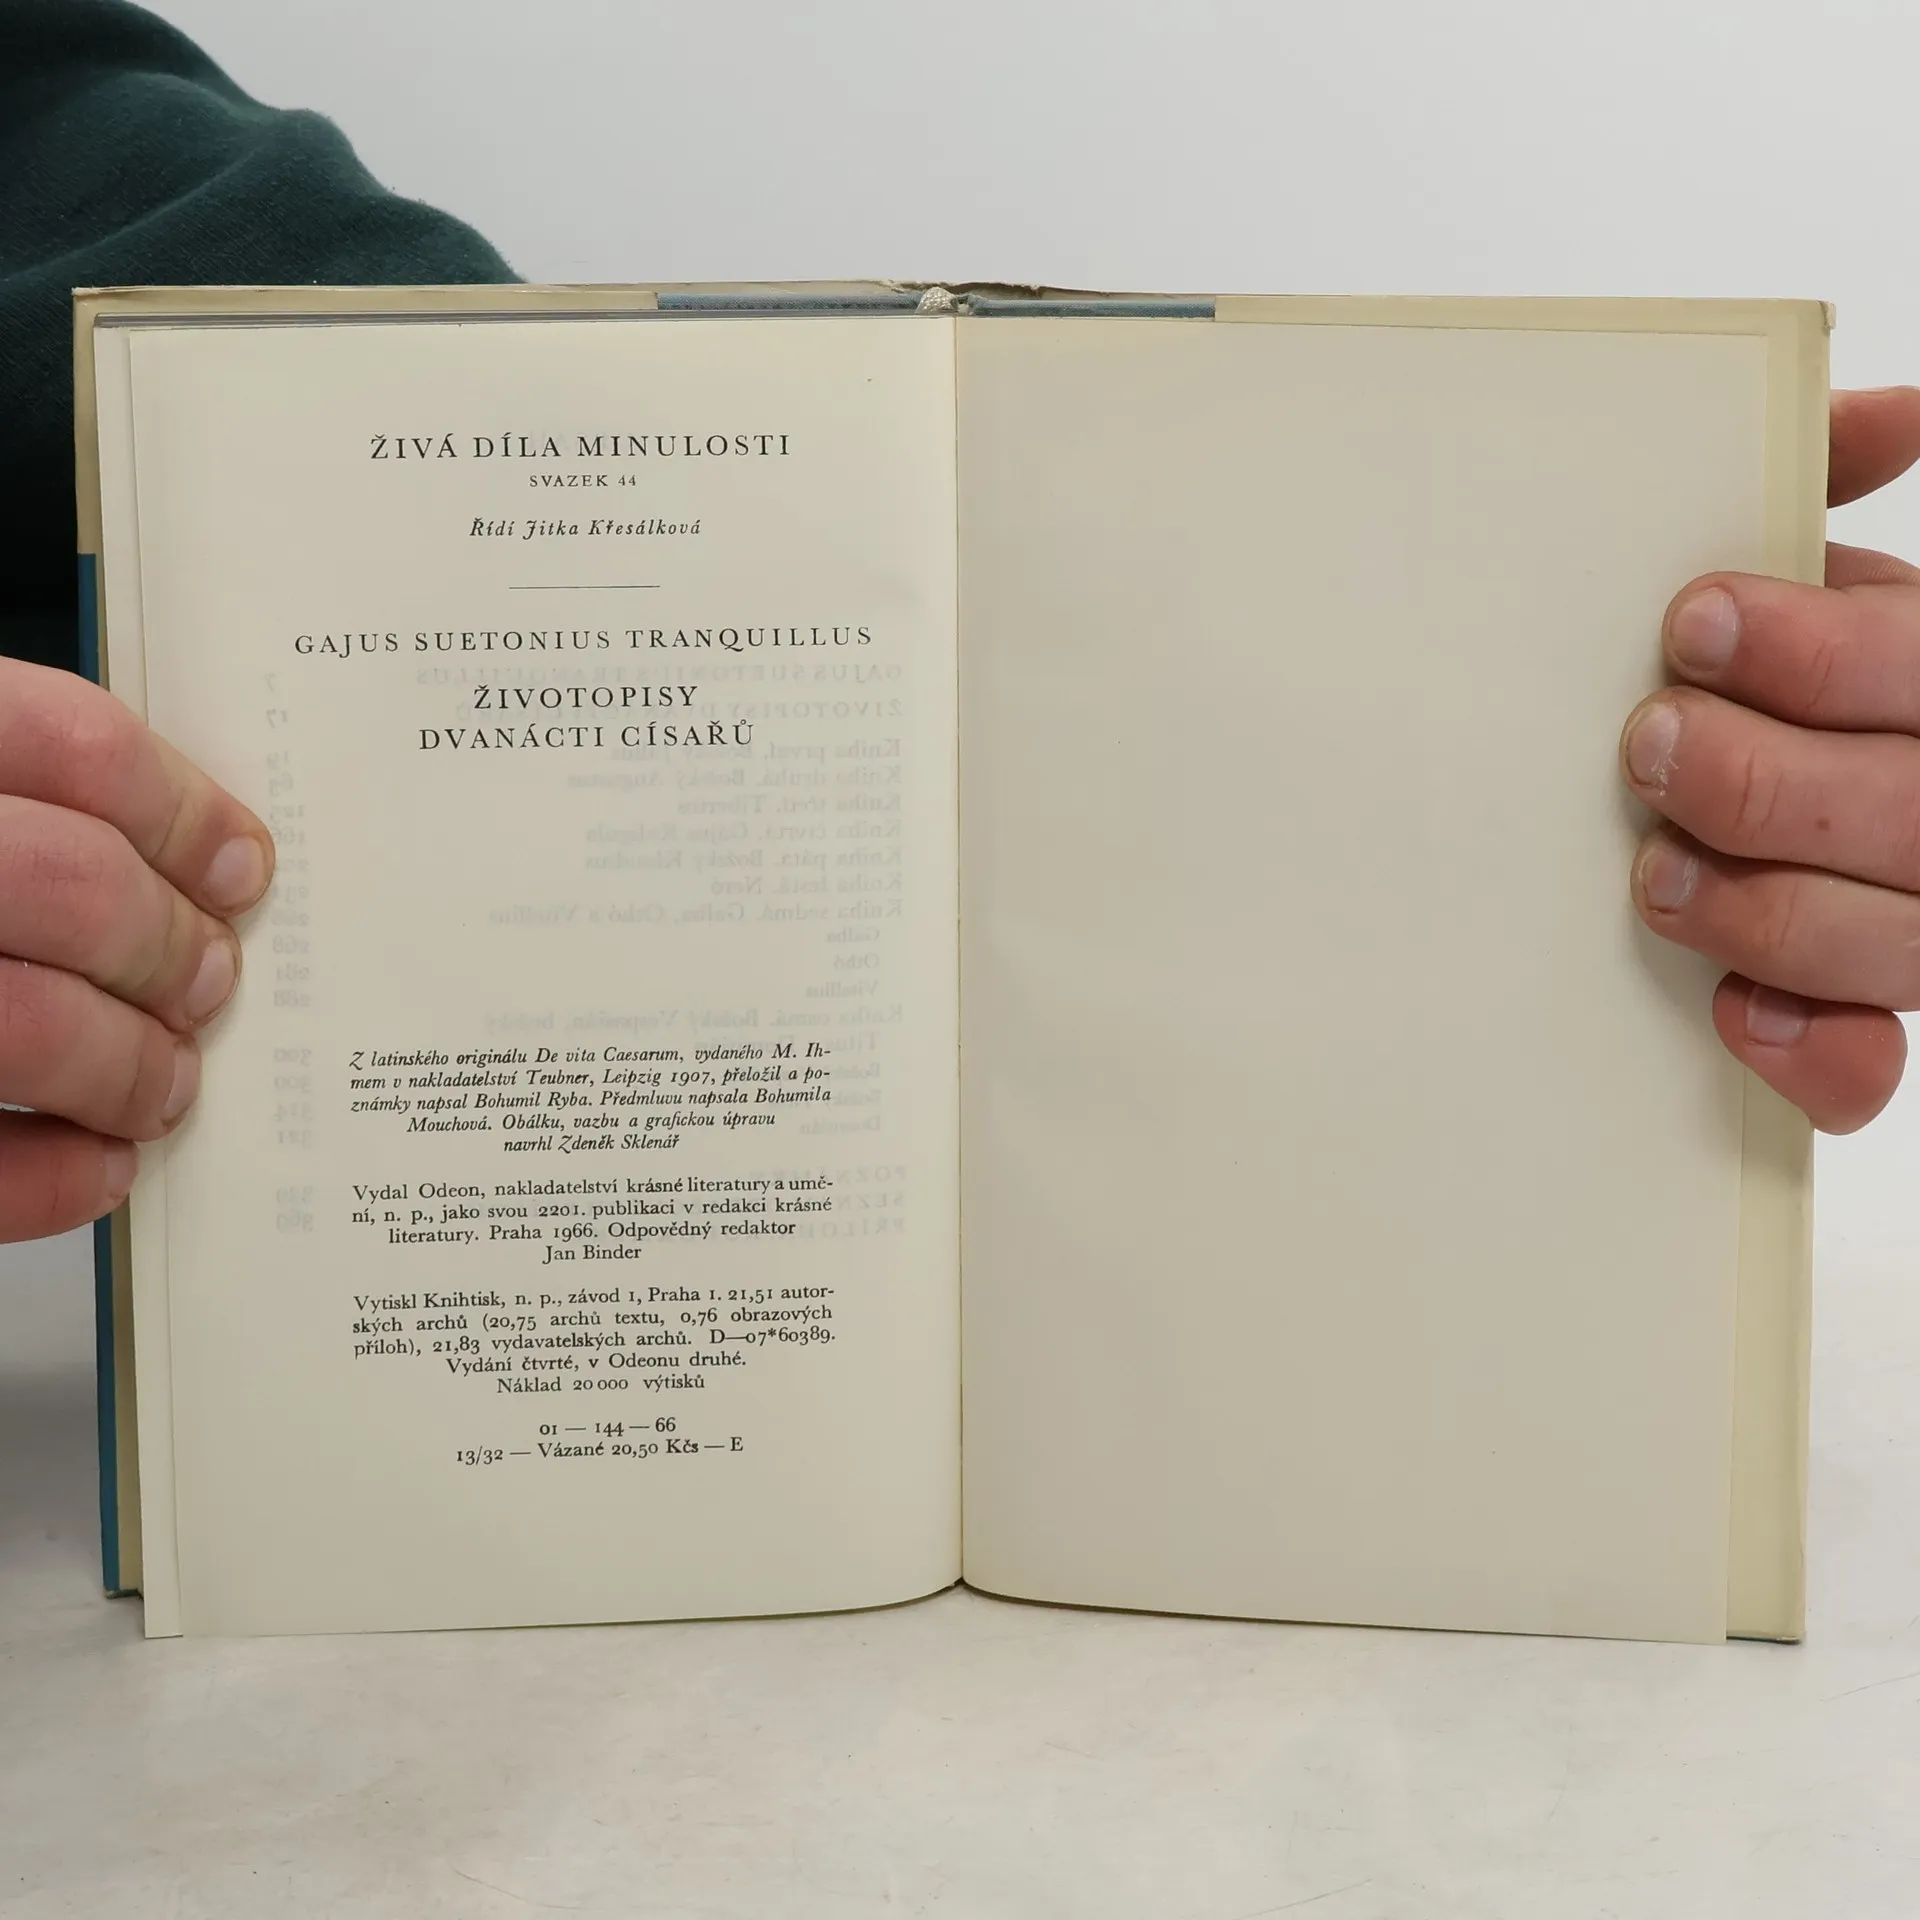 ŽIVÁ DÍLA MINULOSTI
SVAZEK 44
Řídí Jitka Křesálková
GAJUS SUETONIUS TRANQUILLUS
ŽIVOTOPISY
DVANÁCTI CÍSAŘŮ
Z latinského originálu De vita Caesarum, vydaného M. Ih-
mem v nakladatelství Teubner, Leipzig 1907, přeložil a po-
známky napsal Bohumil Ryba. Předmluvu napsala Bohumila
Mouchová. Obálku, vazbu a grafickou úpravu
navrhl Zdeněk Sklenář
Vydal Odeon, nakladatelství krásné literatury a umě-
ní, n. p., jako svou 2201. publikaci v redakci krásné
literatury. Praha 1966. Odpovědný redaktor
Jan Binder
Vytiskl Knihtisk, n. p., závod 1, Praha 1. 21,51 autor-
ských archů (20,75 archů textu, 0,76 obrazových
příloh), 21,83 vydavatelských archů. D—07*60389.
Vydání čtvrté, v Odeonu druhé.
Náklad 20 000 výtisků
01 — 144 — 66
13/32 — Vázané 20,50 Kčs — E